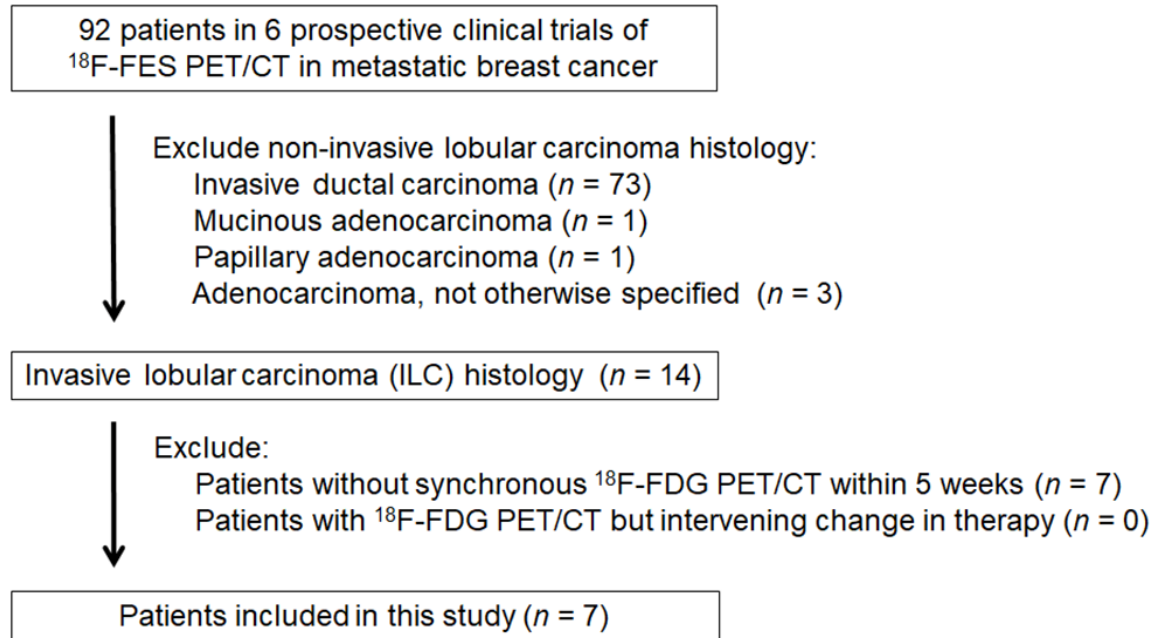 92 patients in 6 prospective clinical trials of
¹⁸F-FES PET/CT in metastatic breast cancer
Exclude non-invasive lobular carcinoma histology:
Invasive ductal carcinoma (n = 73)
Mucinous adenocarcinoma (n = 1)
Papillary adenocarcinoma (n = 1)
Adenocarcinoma, not otherwise specified (n = 3)
Invasive lobular carcinoma (ILC) histology (n = 14)
Exclude:
Patients without synchronous ¹⁸F-FDG PET/CT within 5 weeks (n = 7)
Patients with ¹⁸F-FDG PET/CT but intervening change in therapy (n = 0)
Patients included in this study (n = 7)